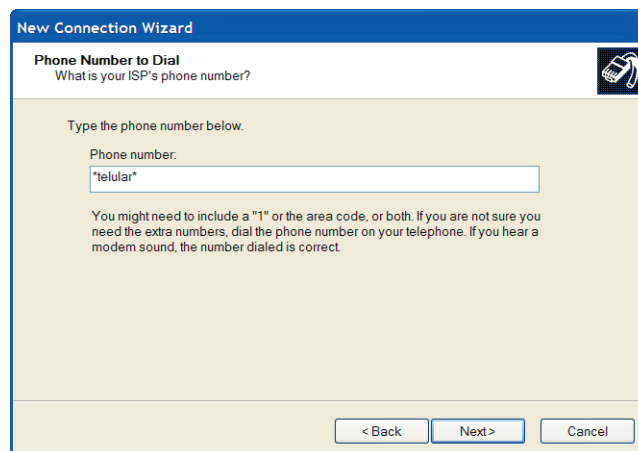 New Connection Wizard
Phone Number to Dial
What is your ISP's phone number?
Type the phone number below.
Phone number:
*telular*
You might need to include a "1" or the area code, or both. If you are not sure you
need the extra numbers, dial the phone number on your telephone. If you hear a
modem sound, the number dialed is correct.
< Back
Next >
Cancel